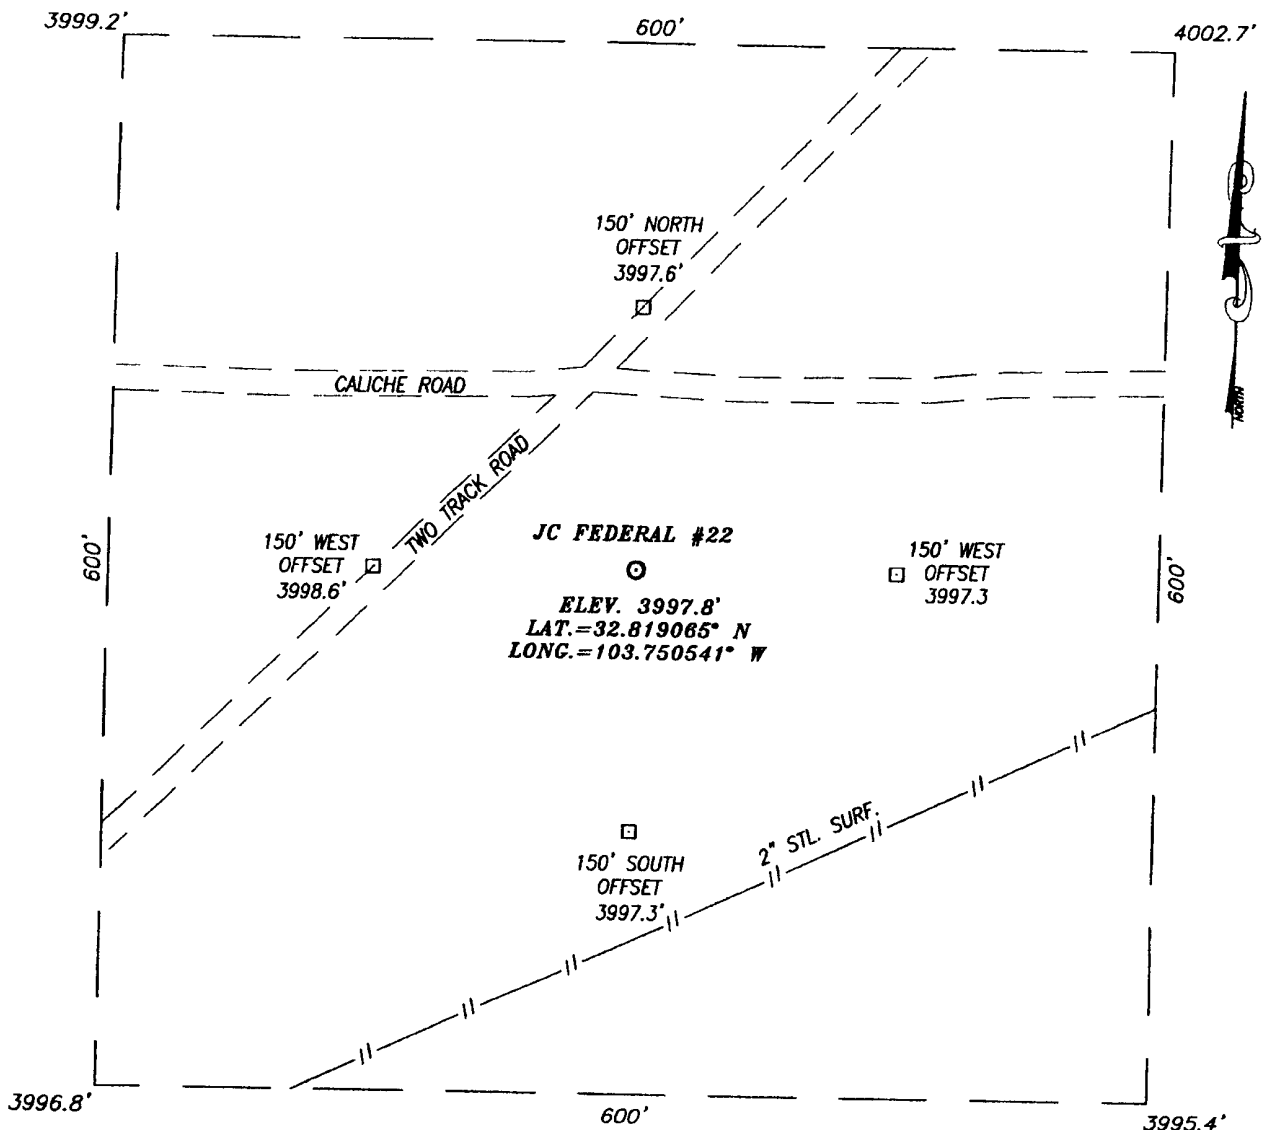 3999.2'
600'
4002.7'
150' NORTH
OFFSET
3997.6'
NORTH
CALICHE ROAD
TWO TRACK ROAD
JC FEDERAL #22
150' WEST
OFFSET
3998.6'
150' WEST
OFFSET
3997.3
600'
600'
ELEV. 3997.8'
LAT.=32.819065° N
LONG.=103.750541° W
2" STL. SURF.
150' SOUTH
OFFSET
3997.3'
3996.8'
600'
3995.4'